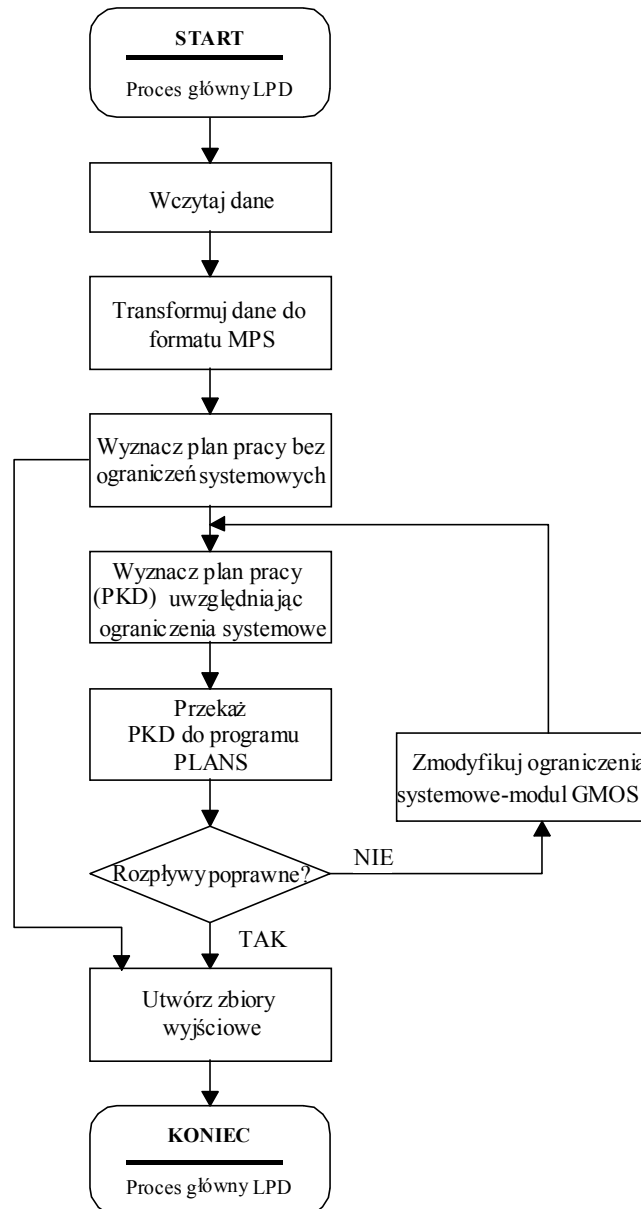 START
Proces główny LPD
Wczytaj dane
Transformuj dane do
formatu MPS
Wyznacz plan pracy bez
ograniczeń systemowych
Wyznacz plan pracy
(PKD) uwzględniając
ograniczenia systemowe
Przekaż
PKD do programu
PLANS
Zmodyfikuj ograniczenia
systemowe-modul GMOS
Rozpływy poprawne?
NIE
TAK
Utwórz zbiory
wyjściowe
KONIEC
Proces główny LPD